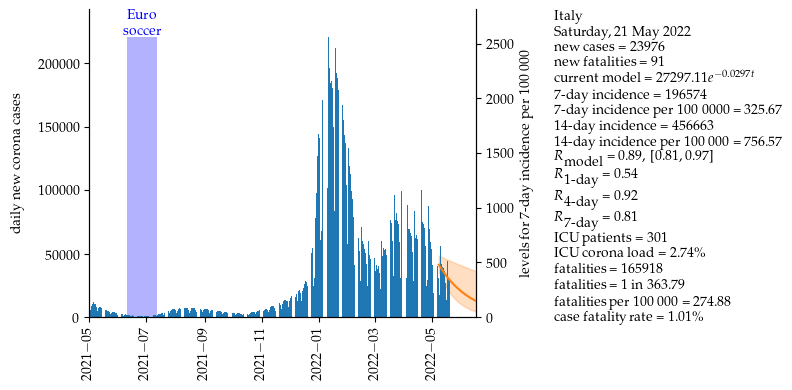 Euro
soccer
200000
150000
100000
50000
0
daily new corona cases
2500
2000
1500
1000
500
0
levels for 7-day incidence per 100 000
2021−05
2021−07
2021−09
2021−11
2022−01
2022−03
2022−05
Italy
Saturday, 21 May 2022
new cases = 23976
new fatalities = 91
current model = 27297.11e^{−0.0297t}
7-day incidence = 196574
7-day incidence per 100 0000 = 325.67
14-day incidence = 456663
14-day incidence per 100 000 = 756.57
R_model = 0.89, [0.81, 0.97]
R_1-day = 0.54
R_4-day = 0.92
R_7-day = 0.81
ICU patients = 301
ICU corona load = 2.74%
fatalities = 165918
fatalities = 1 in 363.79
fatalities per 100 000 = 274.88
case fatality rate = 1.01%